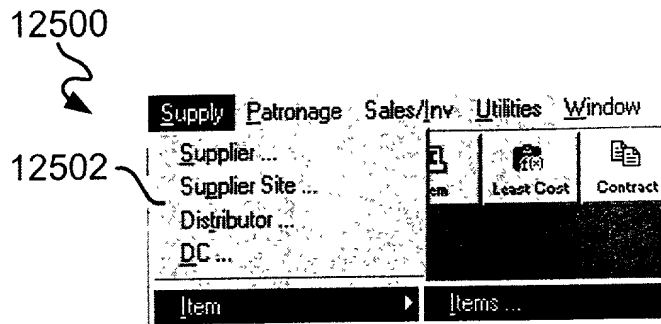 12500
Supply Patronage Sales/Inv Utilities Window
12502
Supplier ...
Supplier Site ...
Distributor ...
DC ...
Least Cost Contract
Item Items ...